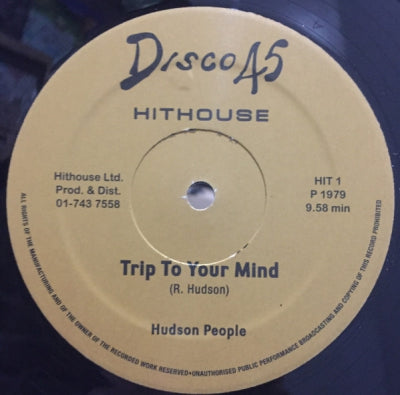 Disco 45
HITHOUSE
Hithouse Ltd.
Prod. & Dist.
01-743 7558
HIT 1
P 1979
9.58 min
Trip To Your Mind
(R. Hudson)
Hudson People
ALL RIGHTS OF THE MANUFACTURING AND OF THE OWNER OF THE RECORDED WORK RESERVED•UNAUTHORISED PUBLIC PERFORMANCE BROADCASTING AND COPYING OF THIS RECORD PROHIBITED